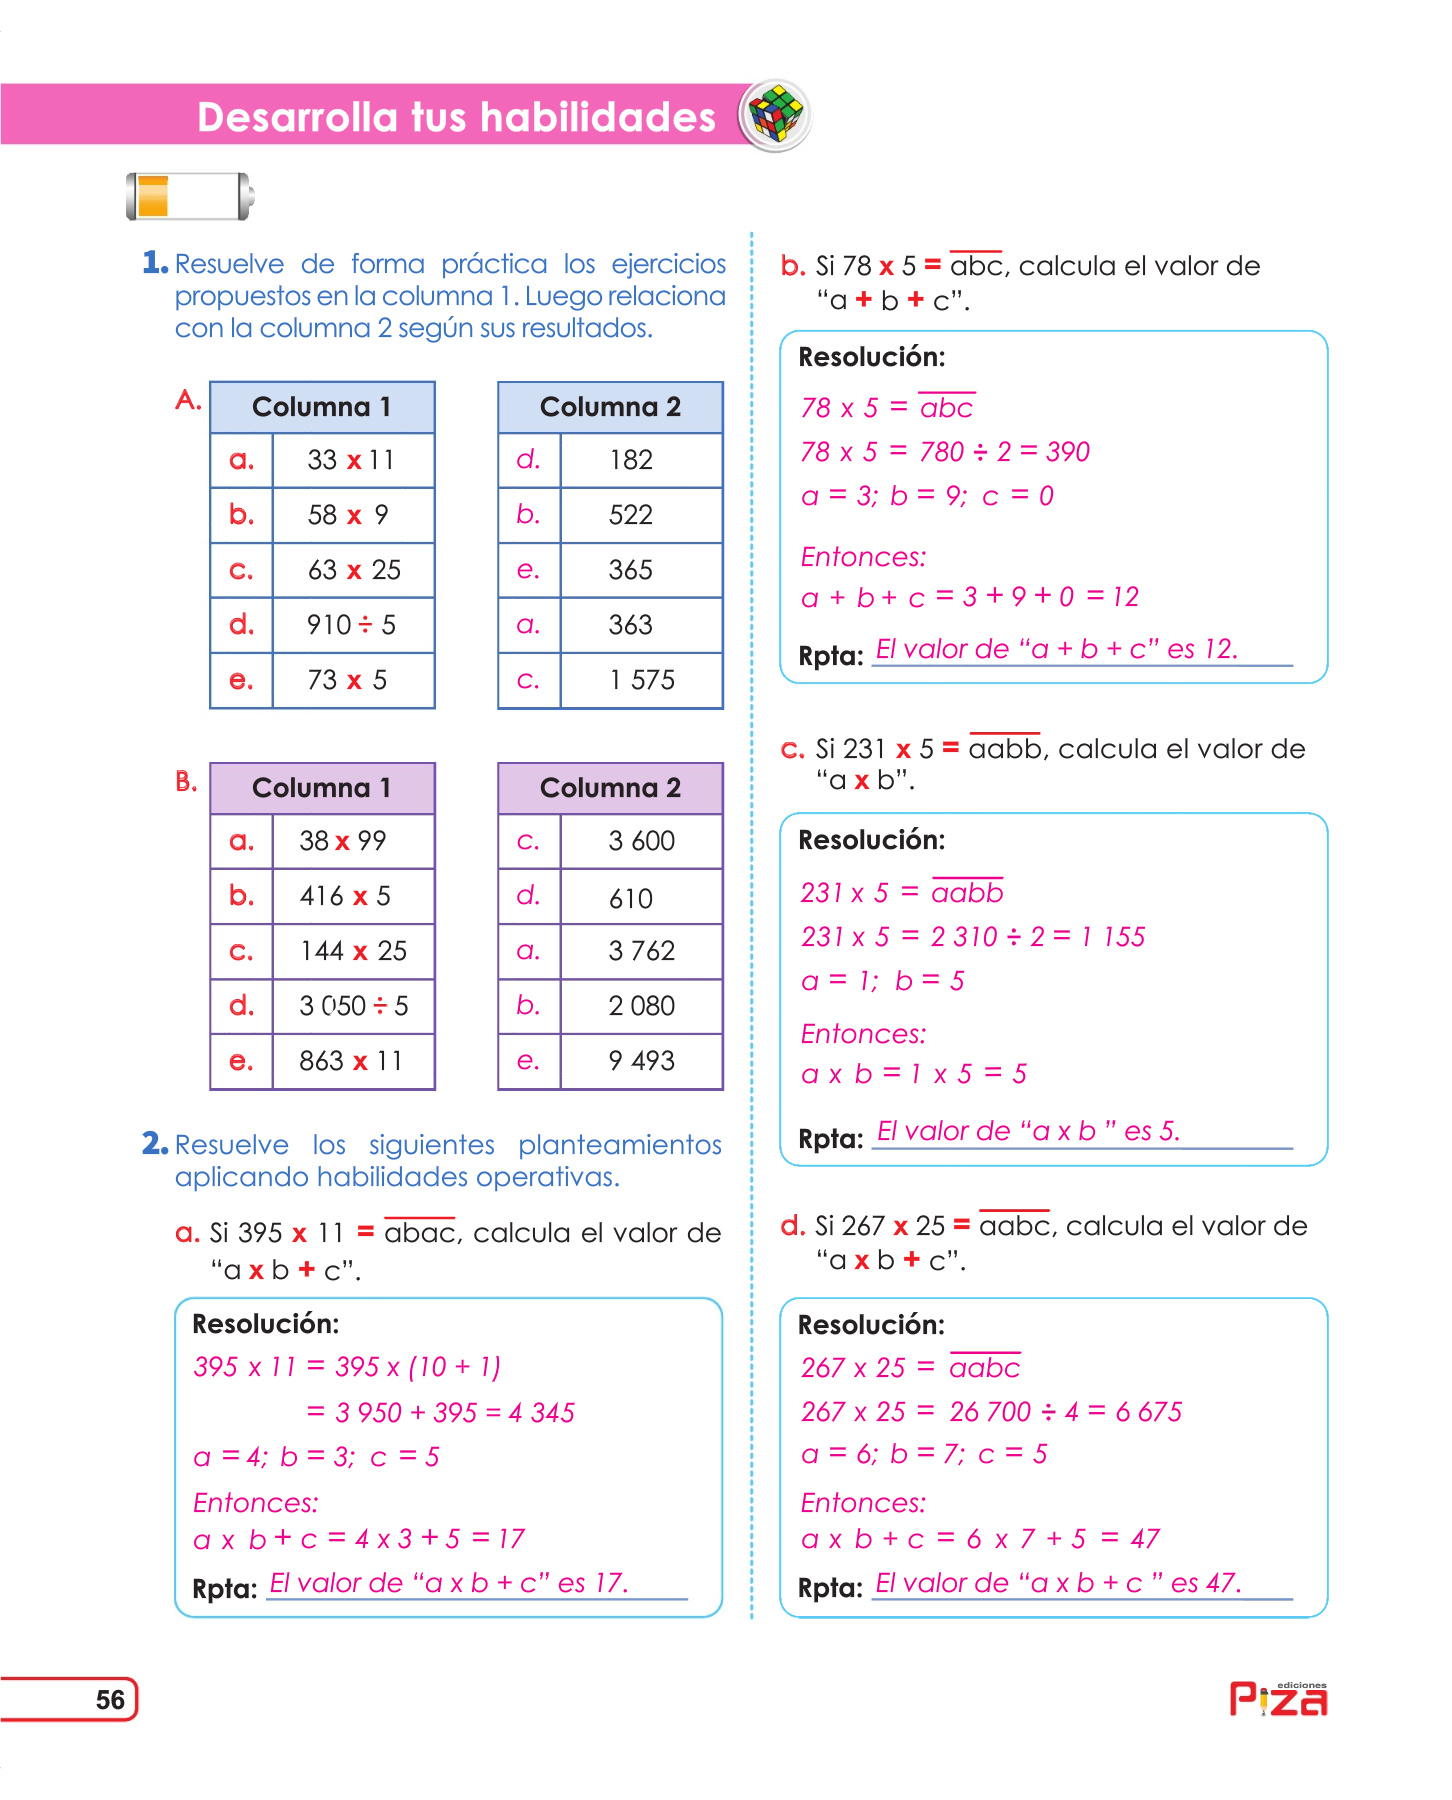 Desarrolla tus habilidades
1. Resuelve de forma práctica los ejercicios
propuestos en la columna 1. Luego relaciona
con la columna 2 según sus resultados.
A.
Columna 1 Columna 2
a. 33 x 11 d. 182
b. 58 x 9 b. 522
c. 63 x 25 e. 365
d. 910 ÷ 5 a. 363
e. 73 x 5 c. 1 575
B.
Columna 1 Columna 2
a. 38 x 99 c. 3 600
b. 416 x 5 d. 610
c. 144 x 25 a. 3 762
d. 3 050 ÷ 5 b. 2 080
e. 863 x 11 e. 9 493
2. Resuelve los siguientes planteamientos
aplicando habilidades operativas.
a. Si 395 x 11 = abac, calcula el valor de
“a x b + c”.
Resolución:
395 x 11 = 395 x (10 + 1)
= 3 950 + 395 = 4 345
a = 4; b = 3; c = 5
Entonces:
a x b + c = 4 x 3 + 5 = 17
Rpta: El valor de “a x b + c” es 17.
b. Si 78 x 5 = abc, calcula el valor de
“a + b + c”.
Resolución:
78 x 5 = abc
78 x 5 = 780 ÷ 2 = 390
a = 3; b = 9; c = 0
Entonces:
a + b + c = 3 + 9 + 0 = 12
Rpta: El valor de “a + b + c” es 12.
c. Si 231 x 5 = aabb, calcula el valor de
“a x b”.
Resolución:
231 x 5 = aabb
231 x 5 = 2 310 ÷ 2 = 1 155
a = 1; b = 5
Entonces:
a x b = 1 x 5 = 5
Rpta: El valor de “a x b ” es 5.
d. Si 267 x 25 = aabc, calcula el valor de
“a x b + c”.
Resolución:
267 x 25 = aabc
267 x 25 = 26 700 ÷ 4 = 6 675
a = 6; b = 7; c = 5
Entonces:
a x b + c = 6 x 7 + 5 = 47
Rpta: El valor de “a x b + c ” es 47.
56
ediciones
Piza